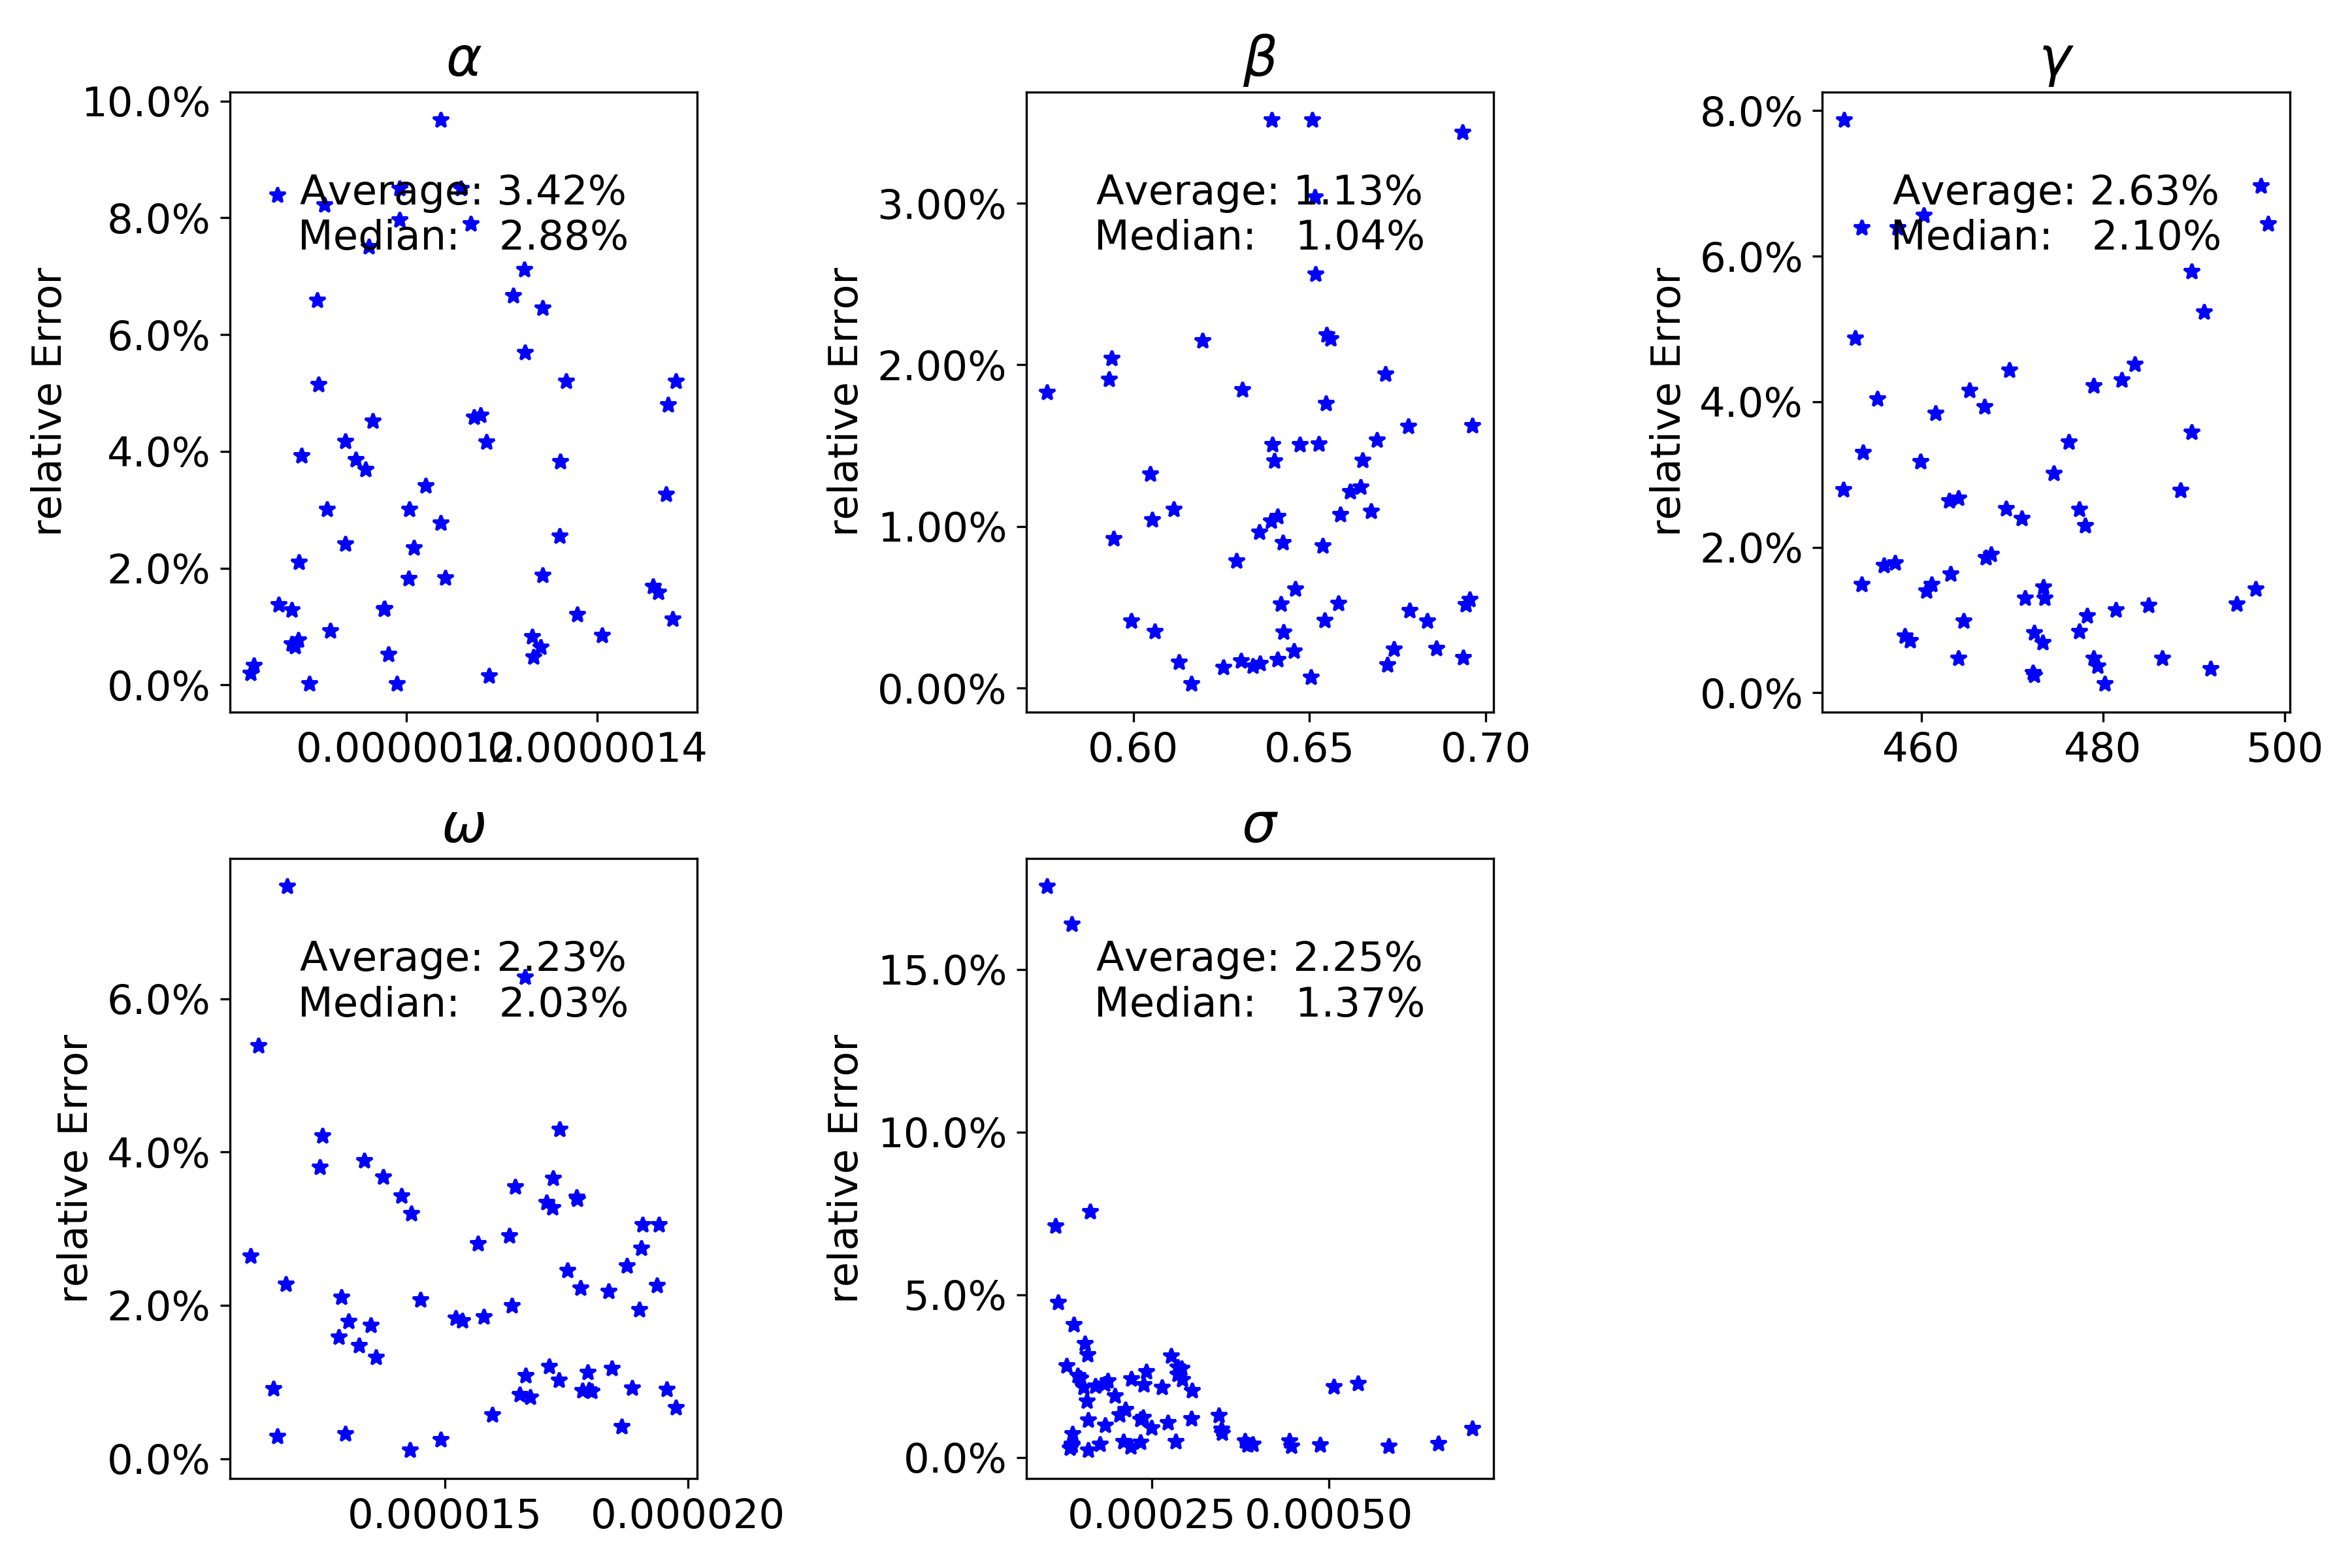 α
10.0%
8.0%
6.0%
4.0%
2.0%
0.0%
relative Error
Average: 3.42%
Median: 2.88%
0.0000012
0.0000014
β
3.00%
2.00%
1.00%
0.00%
relative Error
Average: 1.13%
Median: 1.04%
0.60 0.65 0.70
γ
8.0%
6.0%
4.0%
2.0%
0.0%
relative Error
Average: 2.63%
Median: 2.10%
460 480 500
ω
6.0%
4.0%
2.0%
0.0%
relative Error
Average: 2.23%
Median: 2.03%
0.000015 0.000020
σ
15.0%
10.0%
5.0%
0.0%
relative Error
Average: 2.25%
Median: 1.37%
0.00025 0.00050